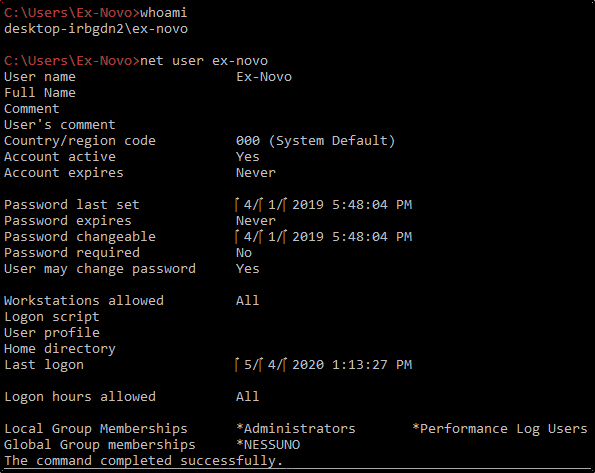 C:\Users\Ex-Novo>whoami
desktop-irbgdn2\ex-novo
C:\Users\Ex-Novo>net user ex-novo
User name Ex-Novo
Full Name
Comment
User's comment
Country/region code 000 (System Default)
Account active Yes
Account expires Never
Password last set 4/ 1/ 2019 5:48:04 PM
Password expires Never
Password changeable 4/ 1/ 2019 5:48:04 PM
Password required No
User may change password Yes
Workstations allowed All
Logon script
User profile
Home directory
Last logon 5/ 4/ 2020 1:13:27 PM
Logon hours allowed All
Local Group Memberships *Administrators *Performance Log Users
Global Group memberships *NESSUNO
The command completed successfully.